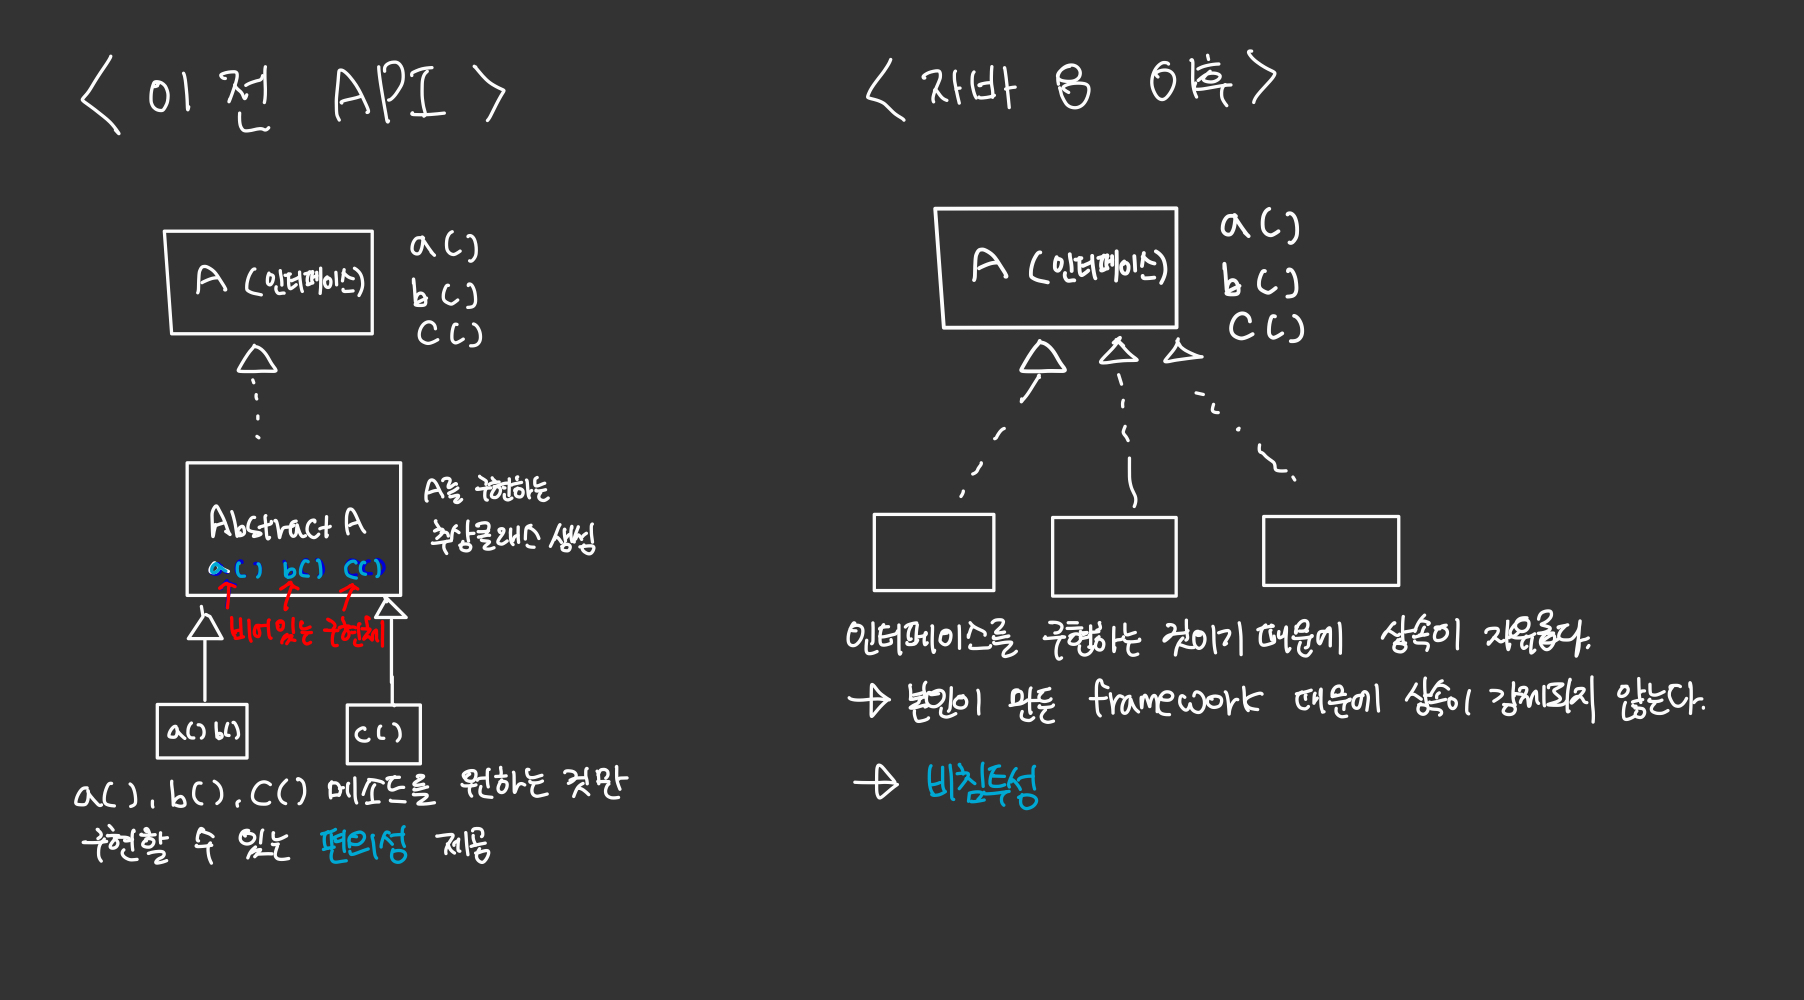 <이전 API>
A (인터페이스)
a()
b()
c()
Abstract A
a() b() c()
A를 구현하는
추상클래스 생성
비어있는 구현체
a() b()
c()
a(), b(), c() 메소드를 원하는 것만
구현할 수 있는 편의성 제공
<자바 8 이후>
A (인터페이스)
a()
b()
c()
인터페이스를 구현하는 것이기 때문에 상속이 자유롭다.
→ 본인이 만든 framework 때문에 상속이 강제되지 않는다.
→ 비침투성